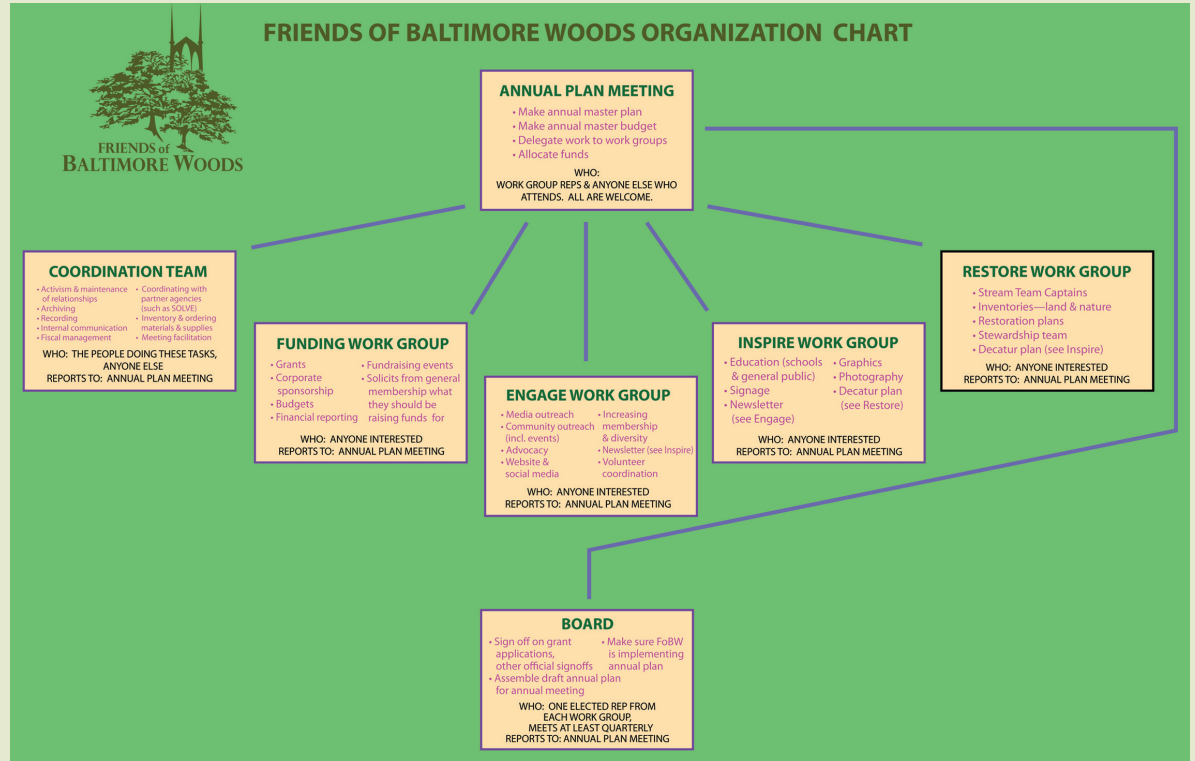 FRIENDS OF BALTIMORE WOODS ORGANIZATION CHART
FRIENDS of
BALTIMORE WOODS
ANNUAL PLAN MEETING
• Make annual master plan
• Make annual master budget
• Delegate work to work groups
• Allocate funds
WHO:
WORK GROUP REPS & ANYONE ELSE WHO
ATTENDS. ALL ARE WELCOME.
COORDINATION TEAM
• Activism & maintenance
of relationships
• Archiving
• Recording
• Internal communication
• Fiscal management
• Coordinating with
partner agencies
(such as SOLVE)
• Inventory & ordering
materials & supplies
• Meeting facilitation
WHO: THE PEOPLE DOING THESE TASKS,
ANYONE ELSE
REPORTS TO: ANNUAL PLAN MEETING
FUNDING WORK GROUP
• Grants
• Corporate
sponsorship
• Budgets
• Financial reporting
• Fundraising events
• Solicits from general
membership what
they should be
raising funds for
WHO: ANYONE INTERESTED
REPORTS TO: ANNUAL PLAN MEETING
ENGAGE WORK GROUP
• Media outreach
• Community outreach
(incl. events)
• Advocacy
• Website &
social media
• Increasing
membership
& diversity
• Newsletter (see Inspire)
• Volunteer
coordination
WHO: ANYONE INTERESTED
REPORTS TO: ANNUAL PLAN MEETING
INSPIRE WORK GROUP
• Education (schools
& general public)
• Signage
• Newsletter
(see Engage)
• Graphics
• Photography
• Decatur plan
(see Restore)
WHO: ANYONE INTERESTED
REPORTS TO: ANNUAL PLAN MEETING
RESTORE WORK GROUP
• Stream Team Captains
• Inventories—land & nature
• Restoration plans
• Stewardship team
• Decatur plan (see Inspire)
WHO: ANYONE INTERESTED
REPORTS TO: ANNUAL PLAN MEETING
BOARD
• Sign off on grant
applications,
other official signoffs
• Assemble draft annual plan
for annual meeting
• Make sure FoBW
is implementing
annual plan
WHO: ONE ELECTED REP FROM
EACH WORK GROUP,
MEETS AT LEAST QUARTERLY
REPORTS TO: ANNUAL PLAN MEETING